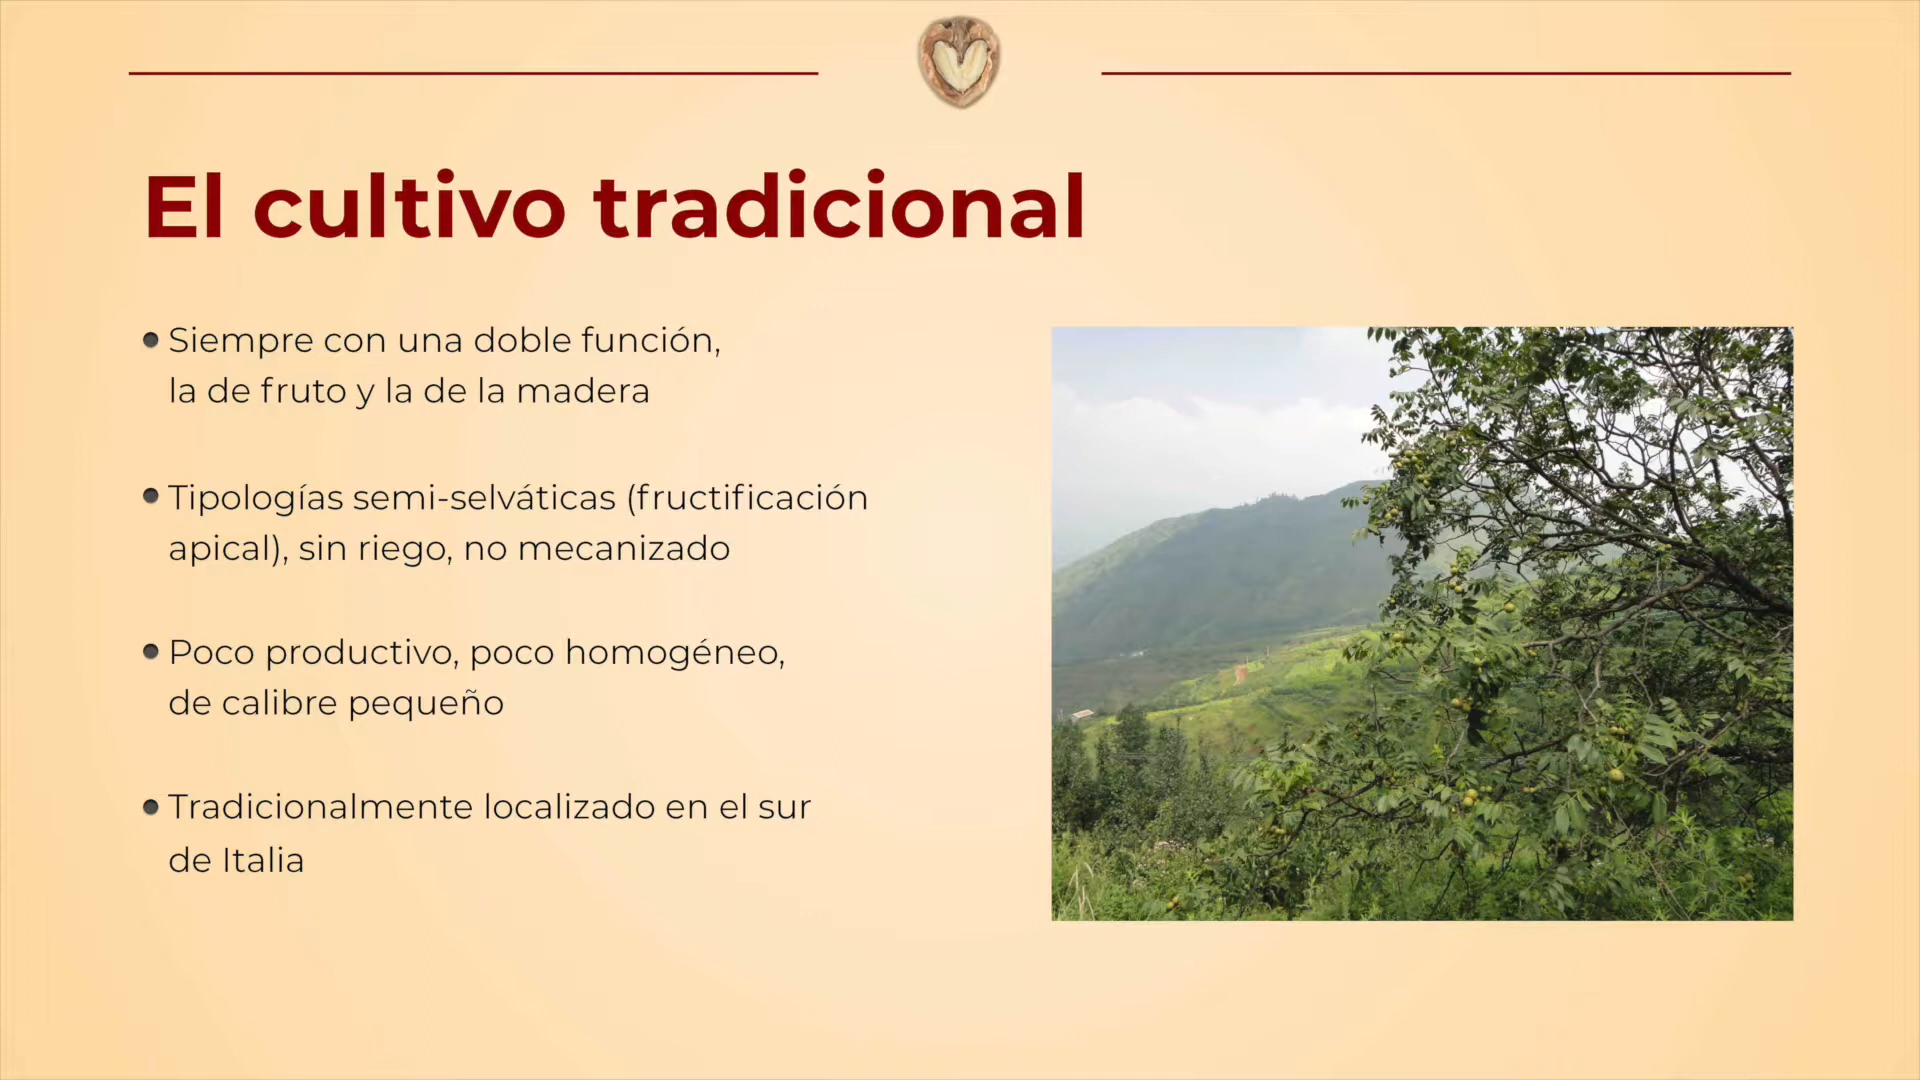 El cultivo tradicional
Siempre con una doble función,
la de fruto y la de la madera
Tipologías semi-selváticas (fructificación
apical), sin riego, no mecanizado
Poco productivo, poco homogéneo,
de calibre pequeño
Tradicionalmente localizado en el sur
de Italia